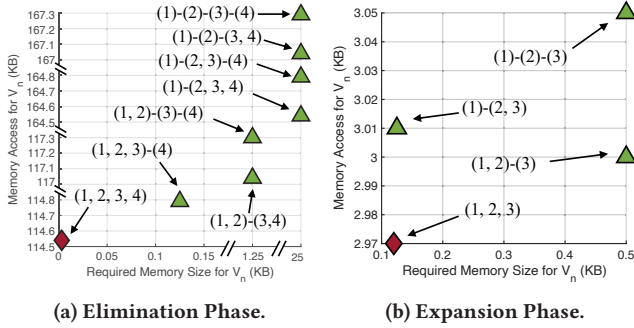 167.3
167.2
167.1
167
164.8
164.7
164.6
164.5
117.3
117.2
117.1
117
114.8
114.7
114.6
114.5
Memory Access for Vn (KB)
(1)-(2)-(3)-(4)
(1)-(2)-(3, 4)
(1)-(2, 3)-(4)
(1)-(2, 3, 4)
(1, 2)-(3)-(4)
(1, 2, 3)-(4)
(1, 2, 3, 4)
(1, 2)-(3,4)
0 0.05 0.1 0.15 1.25 25
Required Memory Size for Vn (KB)
(a) Elimination Phase.
3.05
3.04
3.03
3.02
3.01
3
2.99
2.98
2.97
Memory Access for Vn (KB)
(1)-(2)-(3)
(1)-(2, 3)
(1, 2)-(3)
(1, 2, 3)
0.1 0.2 0.3 0.4 0.5
Required Memory Size for Vn (KB)
(b) Expansion Phase.